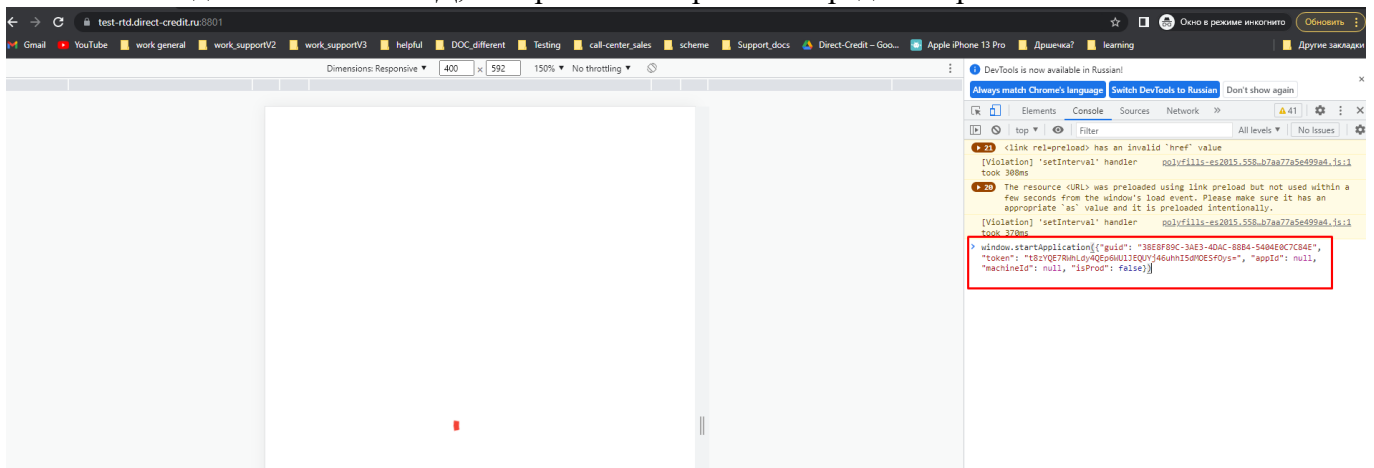 test-rtd.direct-credit.ru:8801
Окно в режиме инкогнито
Обновить
Gmail YouTube work general work_supportV2 work_supportV3 helpful DOC_different Testing call-center_sales scheme Support_docs Direct-Credit – Goo... Apple iPhone 13 Pro Дршечка? learning Другие закладки
Dimensions: Responsive ▼ 400 × 592 150% ▼ No throttling ▼
DevTools is now available in Russian!
Always match Chrome's language Switch DevTools to Russian Don't show again
Elements Console Sources Network » 41
top ▼ Filter All levels ▼ No Issues
21 <link rel=preload> has an invalid `href` value
[Violation] 'setInterval' handler polyfills-es2015.558…b7aa77a5e499a4.js:1
took 308ms
20 The resource <URL> was preloaded using link preload but not used within a
few seconds from the window's load event. Please make sure it has an
appropriate `as` value and it is preloaded intentionally.
[Violation] 'setInterval' handler polyfills-es2015.558…b7aa77a5e499a4.js:1
took 370ms
> window.startApplication({"guid": "38E8F89C-3AE3-4DAC-88B4-5404E0C7C84E",
"token": "t8zYQE7RWhLdy4QEp6WUlJEQUYj46uhhI5dMOE5fOys=", "appId": null,
"machineId": null, "isProd": false})